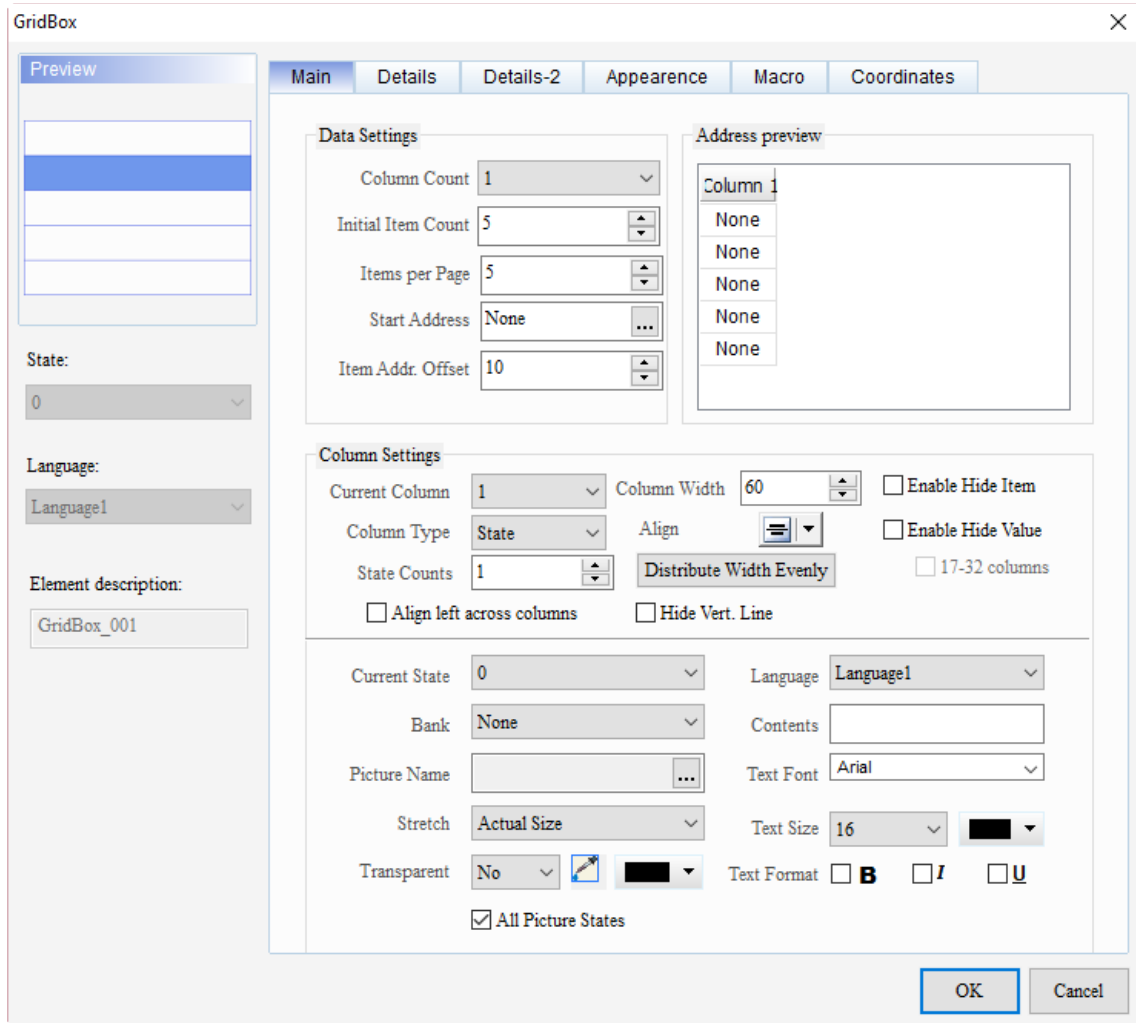 GridBox
Preview
Main Details Details-2 Appearence Macro Coordinates
Data Settings
Column Count 1
Initial Item Count 5
Items per Page 5
Start Address None ...
Item Addr. Offset 10
Address preview
Column 1
None
None
None
None
None
State:
0
Language:
Language1
Element description:
GridBox_001
Column Settings
Current Column 1 Column Width 60 Enable Hide Item
Column Type State Align Enable Hide Value
State Counts 1 Distribute Width Evenly 17-32 columns
Align left across columns Hide Vert. Line
Current State 0 Language Language1
Bank None Contents
Picture Name ... Text Font Arial
Stretch Actual Size Text Size 16
Transparent No Text Format B I U
All Picture States
OK Cancel